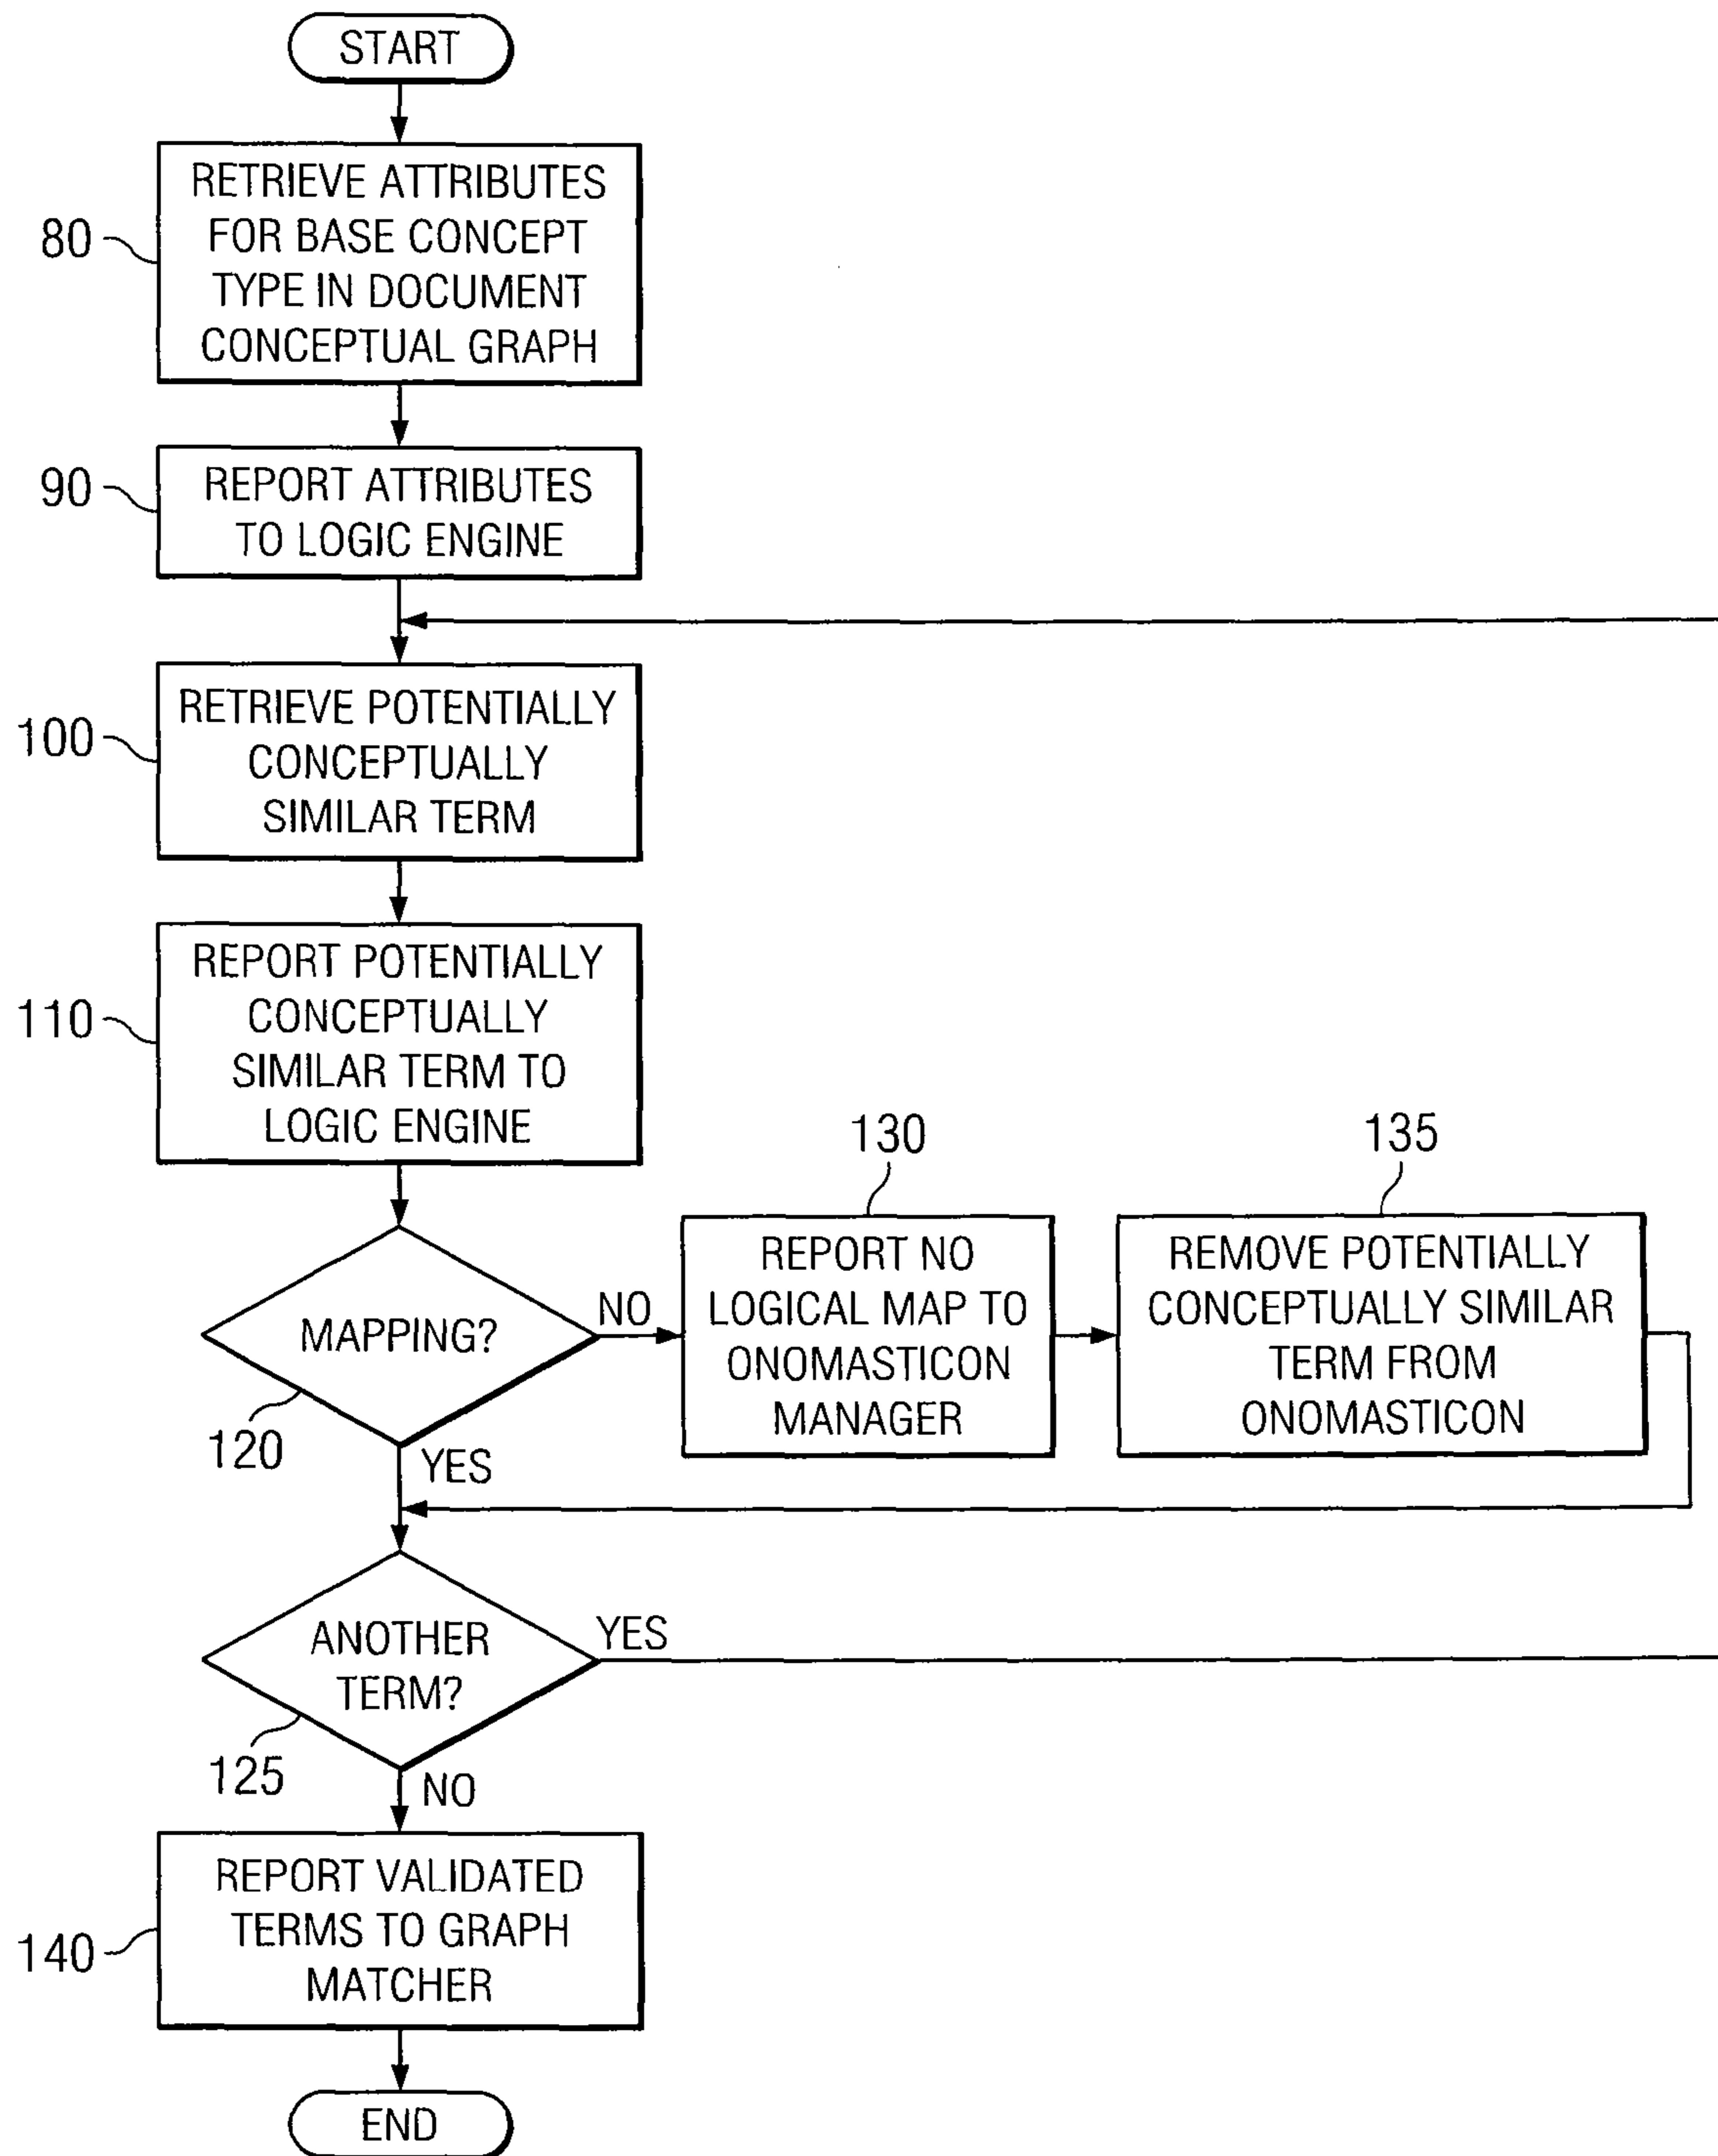 START
80
RETRIEVE ATTRIBUTES
FOR BASE CONCEPT
TYPE IN DOCUMENT
CONCEPTUAL GRAPH
90
REPORT ATTRIBUTES
TO LOGIC ENGINE
100
RETRIEVE POTENTIALLY
CONCEPTUALLY
SIMILAR TERM
110
REPORT POTENTIALLY
CONCEPTUALLY
SIMILAR TERM TO
LOGIC ENGINE
MAPPING?
120
NO
YES
130
REPORT NO
LOGICAL MAP TO
ONOMASTICON
MANAGER
135
REMOVE POTENTIALLY
CONCEPTUALLY SIMILAR
TERM FROM
ONOMASTICON
ANOTHER
TERM?
125
YES
NO
140
REPORT VALIDATED
TERMS TO GRAPH
MATCHER
END